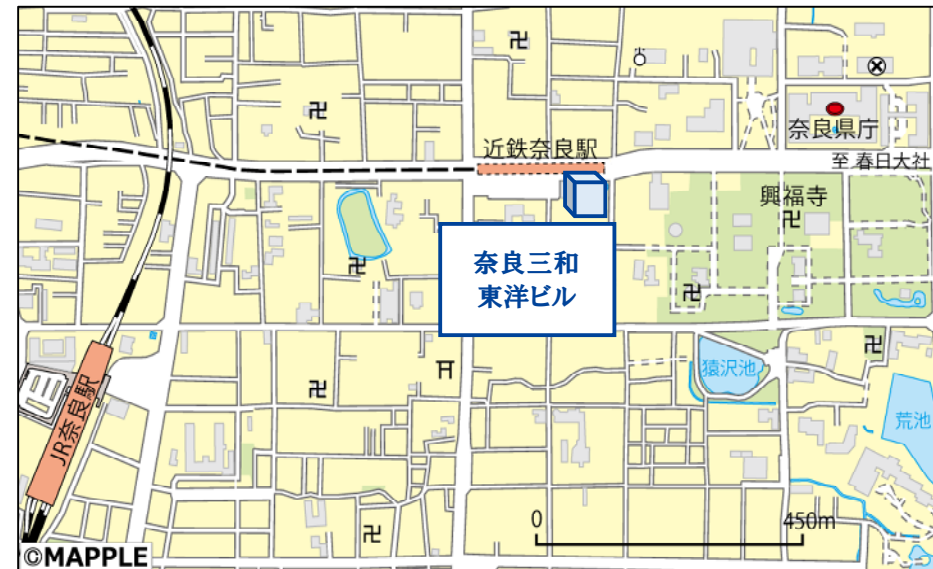 奈良県庁
近鉄奈良駅
至 春日大社
興福寺
奈良三和
東洋ビル
猿沢池
JR奈良駅
荒池
0
450m
©MAPPLE